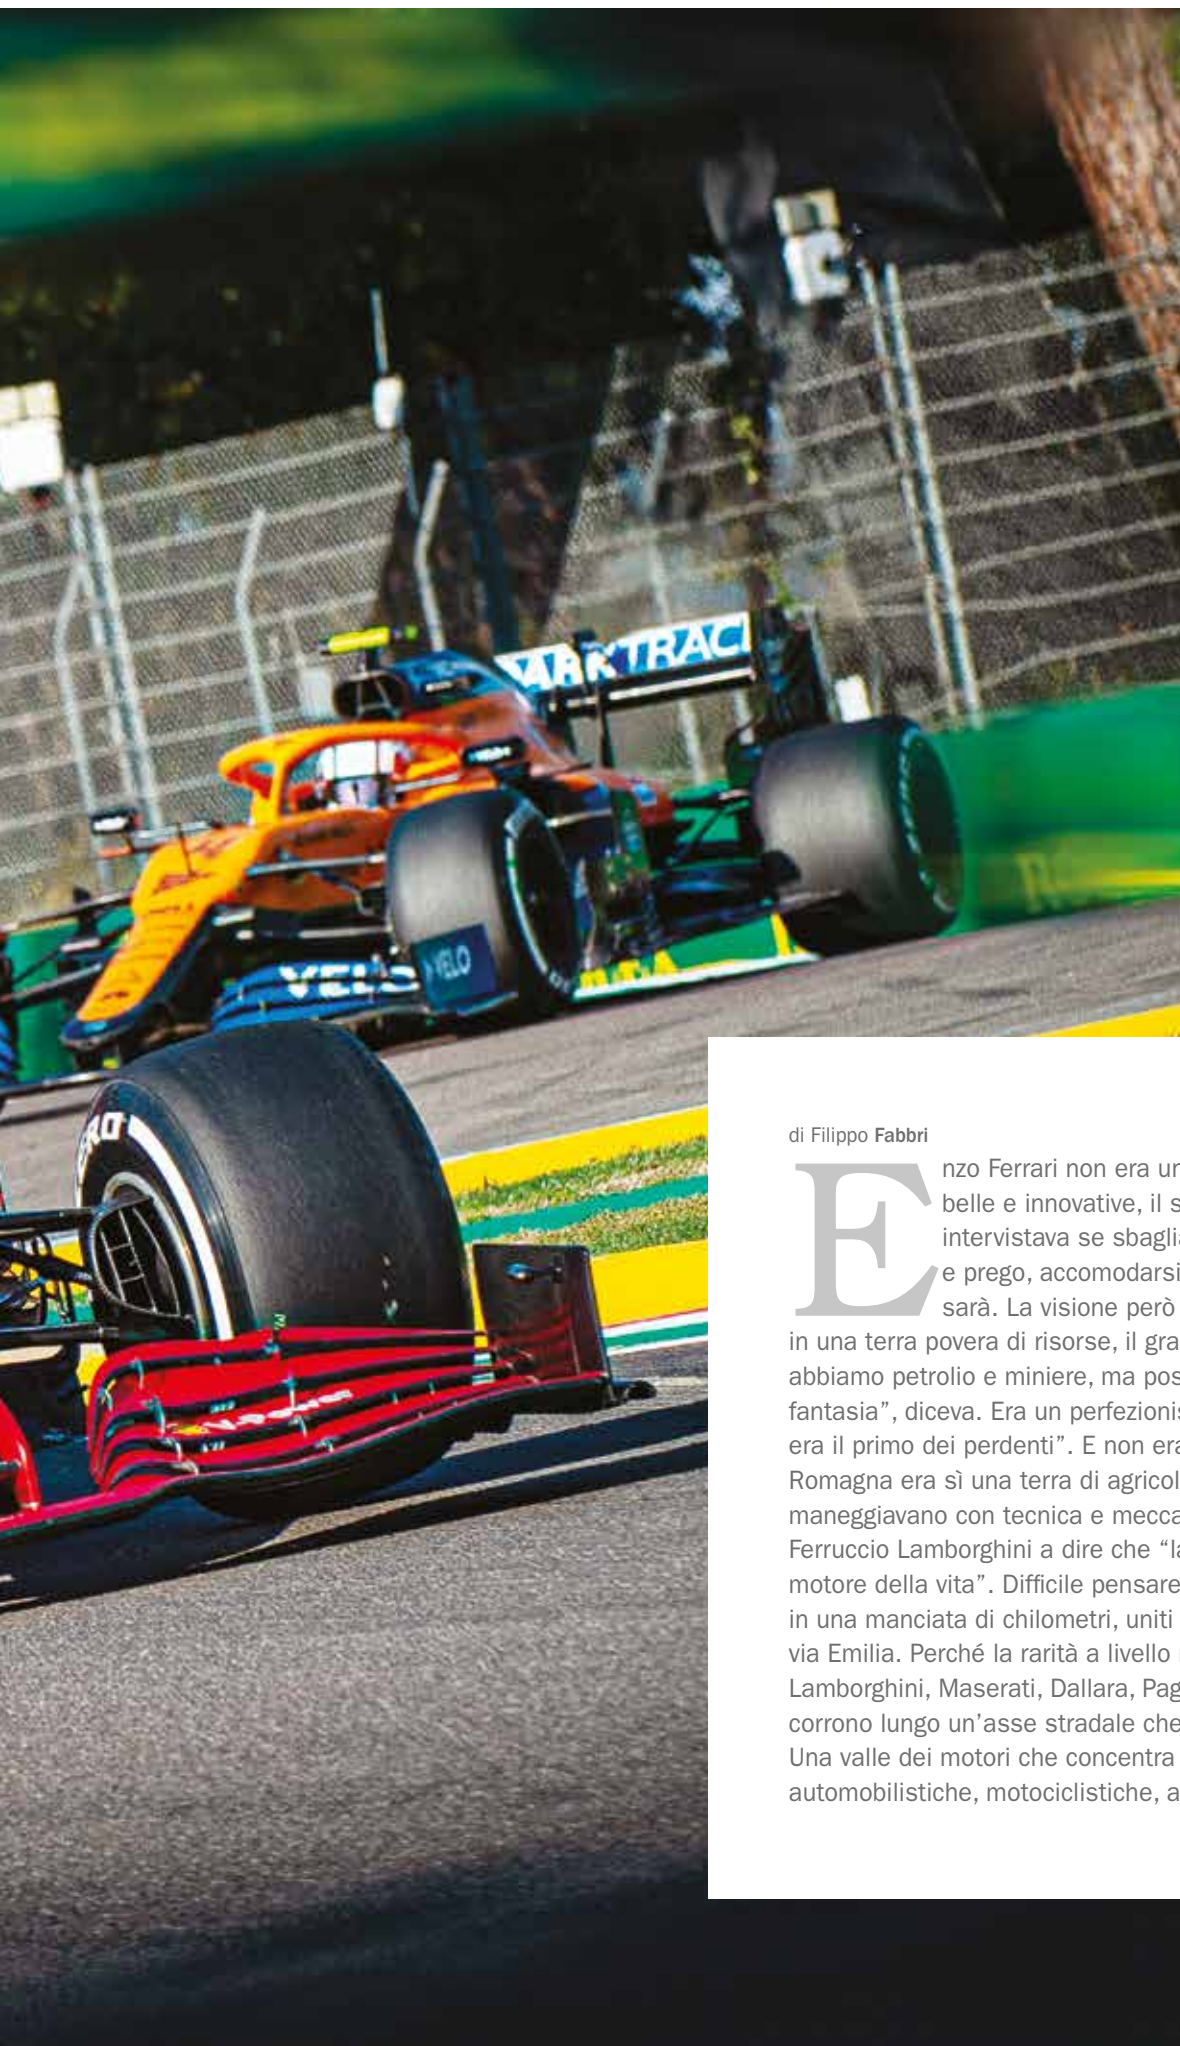 DARKTRACE
VELO
VELO
V-Power
di Filippo Fabbri
Enzo Ferrari non era un
belle e innovative, il s
intervistava se sbaglia
e prego, accomodarsi
sarà. La visione però
in una terra povera di risorse, il gra
abbiamo petrolio e miniere, ma pos
fantasia”, diceva. Era un perfezionis
era il primo dei perdenti”. E non era
Romagna era sì una terra di agricol
maneggiavano con tecnica e mecca
Ferruccio Lamborghini a dire che “la
motore della vita”. Difficile pensare
in una manciata di chilometri, uniti
via Emilia. Perché la rarità a livello
Lamborghini, Maserati, Dallara, Pag
corrono lungo un’asse stradale che
Una valle dei motori che concentra
automobilistiche, motociclistiche, a